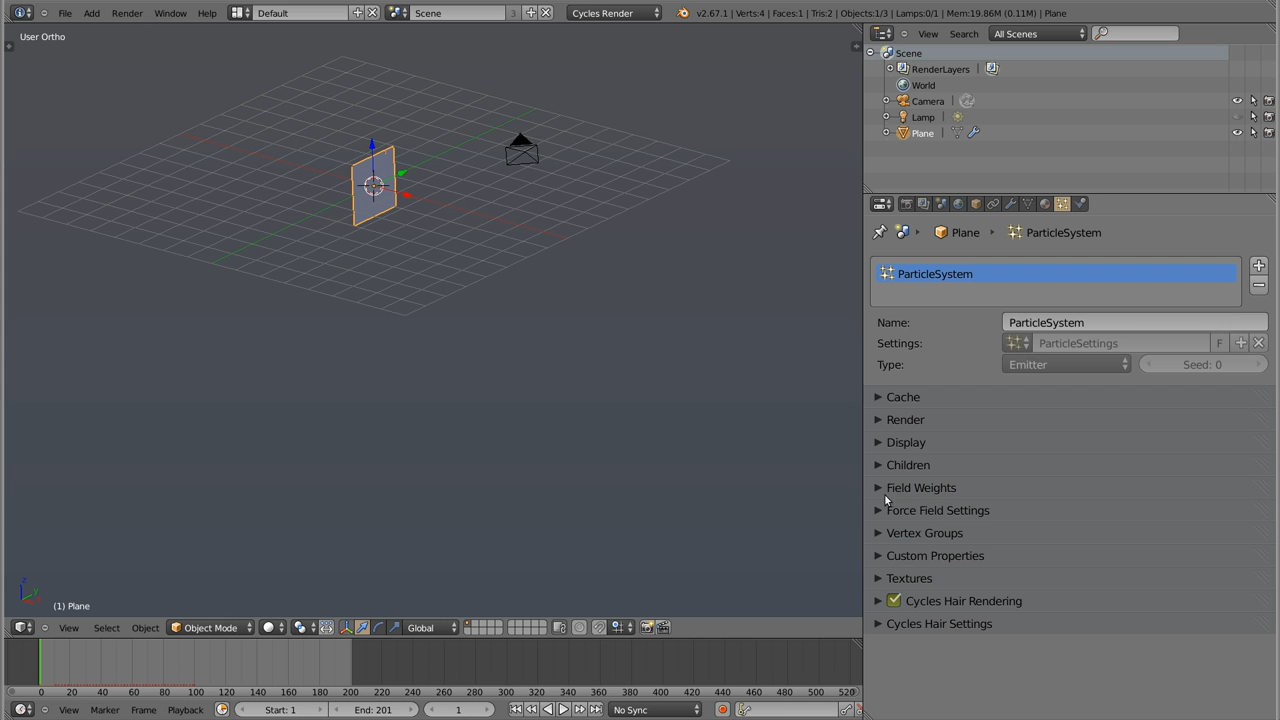 File Add Render Window Help Default Scene 3 Cycles Render v2.67.1 | Verts:4 | Faces:1 | Tris:2 | Objects:1/3 | Lamps:0/1 | Mem:19.86M (0.11M) | Plane
User Ortho
View Search All Scenes
Scene
RenderLayers |
World
Camera |
Lamp |
Plane |
Plane ParticleSystem
ParticleSystem
Name: ParticleSystem
Settings: ParticleSettings F
Type: Emitter Seed: 0
Cache
Render
Display
Children
Field Weights
Force Field Settings
Vertex Groups
Custom Properties
Textures
Cycles Hair Rendering
Cycles Hair Settings
z
y
x
(1) Plane
View Select Object Object Mode Global
0 20 40 60 80 100 120 140 160 180 200 220 240 260 280 300 320 340 360 380 400 420 440 460 480 500 520
View Marker Frame Playback Start: 1 End: 201 1 No Sync